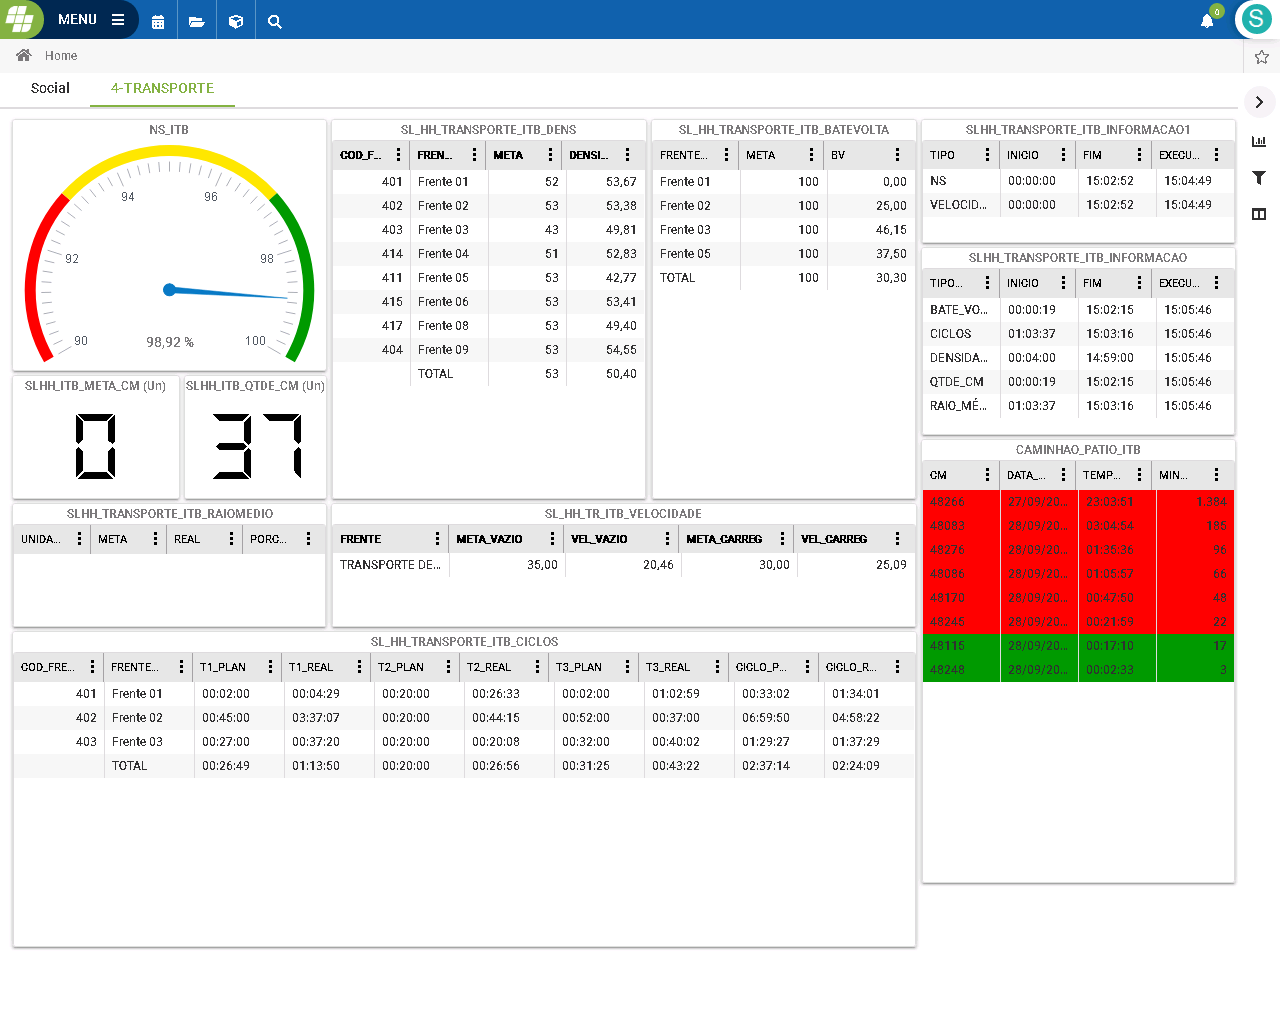 MENU
0
S
Home
Social
4-TRANSPORTE
NS_ITB
90
92
94
96
98
100
98,92 %
SLHH_ITB_META_CM (Un)
0
SLHH_ITB_QTDE_CM (Un)
37
SL_HH_TRANSPORTE_ITB_DENS
COD_F... FREN... META DENSI...
401 Frente 01 52 53,67
402 Frente 02 53 53,38
403 Frente 03 43 49,81
414 Frente 04 51 52,83
411 Frente 05 53 42,77
415 Frente 06 53 53,41
417 Frente 08 53 49,40
404 Frente 09 53 54,55
TOTAL 53 50,40
SL_HH_TRANSPORTE_ITB_BATEVOLTA
FRENTE... META BV
Frente 01 100 0,00
Frente 02 100 25,00
Frente 03 100 46,15
Frente 05 100 37,50
TOTAL 100 30,30
SLHH_TRANSPORTE_ITB_INFORMACAO1
TIPO INICIO FIM EXECU...
NS 00:00:00 15:02:52 15:04:49
VELOCID... 00:00:00 15:02:52 15:04:49
SLHH_TRANSPORTE_ITB_INFORMACAO
TIPO... INICIO FIM EXECU...
BATE_VO... 00:00:19 15:02:15 15:05:46
CICLOS 01:03:37 15:03:16 15:05:46
DENSIDA... 00:04:00 14:59:00 15:05:46
QTDE_CM 00:00:19 15:02:15 15:05:46
RAIO_MÉ... 01:03:37 15:03:16 15:05:46
CAMINHAO_PATIO_ITB
CM DATA_... TEMP... MIN...
48266 27/09/20... 23:03:51 1.384
48083 28/09/20... 03:04:54 185
48276 28/09/20... 01:35:36 96
48086 28/09/20... 01:05:57 66
48170 28/09/20... 00:47:50 48
48245 28/09/20... 00:21:59 22
48115 28/09/20... 00:17:10 17
48248 28/09/20... 00:02:33 3
SLHH_TRANSPORTE_ITB_RAIOMEDIO
UNIDA... META REAL PORC...
SL_HH_TR_ITB_VELOCIDADE
FRENTE META_VAZIO VEL_VAZIO META_CARREG VEL_CARREG
TRANSPORTE DE... 35,00 20,46 30,00 25,09
SL_HH_TRANSPORTE_ITB_CICLOS
COD_FRE... FRENTE... T1_PLAN T1_REAL T2_PLAN T2_REAL T3_PLAN T3_REAL CICLO_P... CICLO_R...
401 Frente 01 00:02:00 00:04:29 00:20:00 00:26:33 00:02:00 01:02:59 00:33:02 01:34:01
402 Frente 02 00:45:00 03:37:07 00:20:00 00:44:15 00:52:00 00:37:00 06:59:50 04:58:22
403 Frente 03 00:27:00 00:37:20 00:20:00 00:20:08 00:32:00 00:40:02 01:29:27 01:37:29
TOTAL 00:26:49 01:13:50 00:20:00 00:26:56 00:31:25 00:43:22 02:37:14 02:24:09